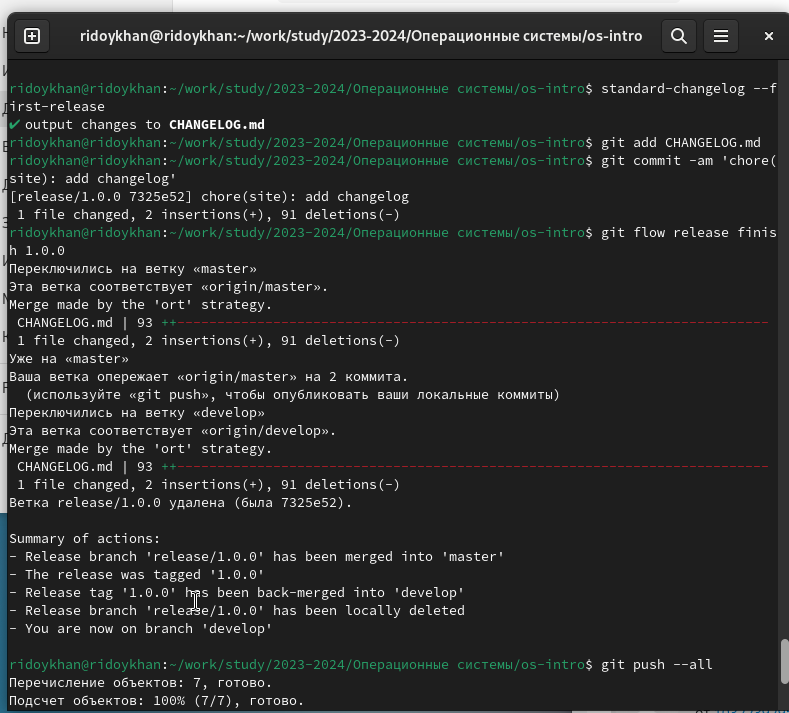 ridoykhan@ridoykhan:~/work/study/2023-2024/Операционные системы/os-intro
ridoykhan@ridoykhan:~/work/study/2023-2024/Операционные системы/os-intro$ standard-changelog --f
irst-release
✔ output changes to CHANGELOG.md
ridoykhan@ridoykhan:~/work/study/2023-2024/Операционные системы/os-intro$ git add CHANGELOG.md
ridoykhan@ridoykhan:~/work/study/2023-2024/Операционные системы/os-intro$ git commit -am 'chore(
site): add changelog'
[release/1.0.0 7325e52] chore(site): add changelog
 1 file changed, 2 insertions(+), 91 deletions(-)
ridoykhan@ridoykhan:~/work/study/2023-2024/Операционные системы/os-intro$ git flow release finis
h 1.0.0
Переключились на ветку «master»
Эта ветка соответствует «origin/master».
Merge made by the 'ort' strategy.
 CHANGELOG.md | 93 ++--------------------------------------------------------------------------
 1 file changed, 2 insertions(+), 91 deletions(-)
Уже на «master»
Ваша ветка опережает «origin/master» на 2 коммита.
  (используйте «git push», чтобы опубликовать ваши локальные коммиты)
Переключились на ветку «develop»
Эта ветка соответствует «origin/develop».
Merge made by the 'ort' strategy.
 CHANGELOG.md | 93 ++--------------------------------------------------------------------------
 1 file changed, 2 insertions(+), 91 deletions(-)
Ветка release/1.0.0 удалена (была 7325e52).
Summary of actions:
- Release branch 'release/1.0.0' has been merged into 'master'
- The release was tagged '1.0.0'
- Release tag '1.0.0' has been back-merged into 'develop'
- Release branch 'release/1.0.0' has been locally deleted
- You are now on branch 'develop'
ridoykhan@ridoykhan:~/work/study/2023-2024/Операционные системы/os-intro$ git push --all
Перечисление объектов: 7, готово.
Подсчет объектов: 100% (7/7), готово.